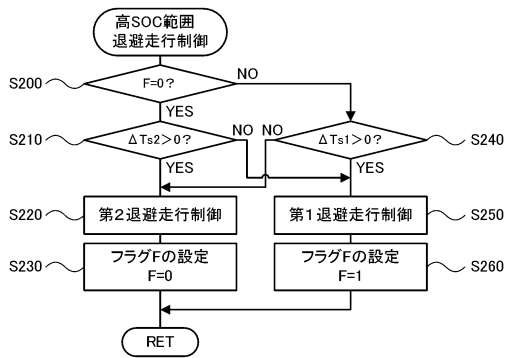 高SOC範囲
退避走行制御
S200
F=0?
NO
YES
S210
ΔTs2>0?
NO
NO
ΔTs1>0?
S240
YES
YES
S220
第2退避走行制御
第1退避走行制御
S250
S230
フラグFの設定
F=0
フラグFの設定
F=1
S260
RET